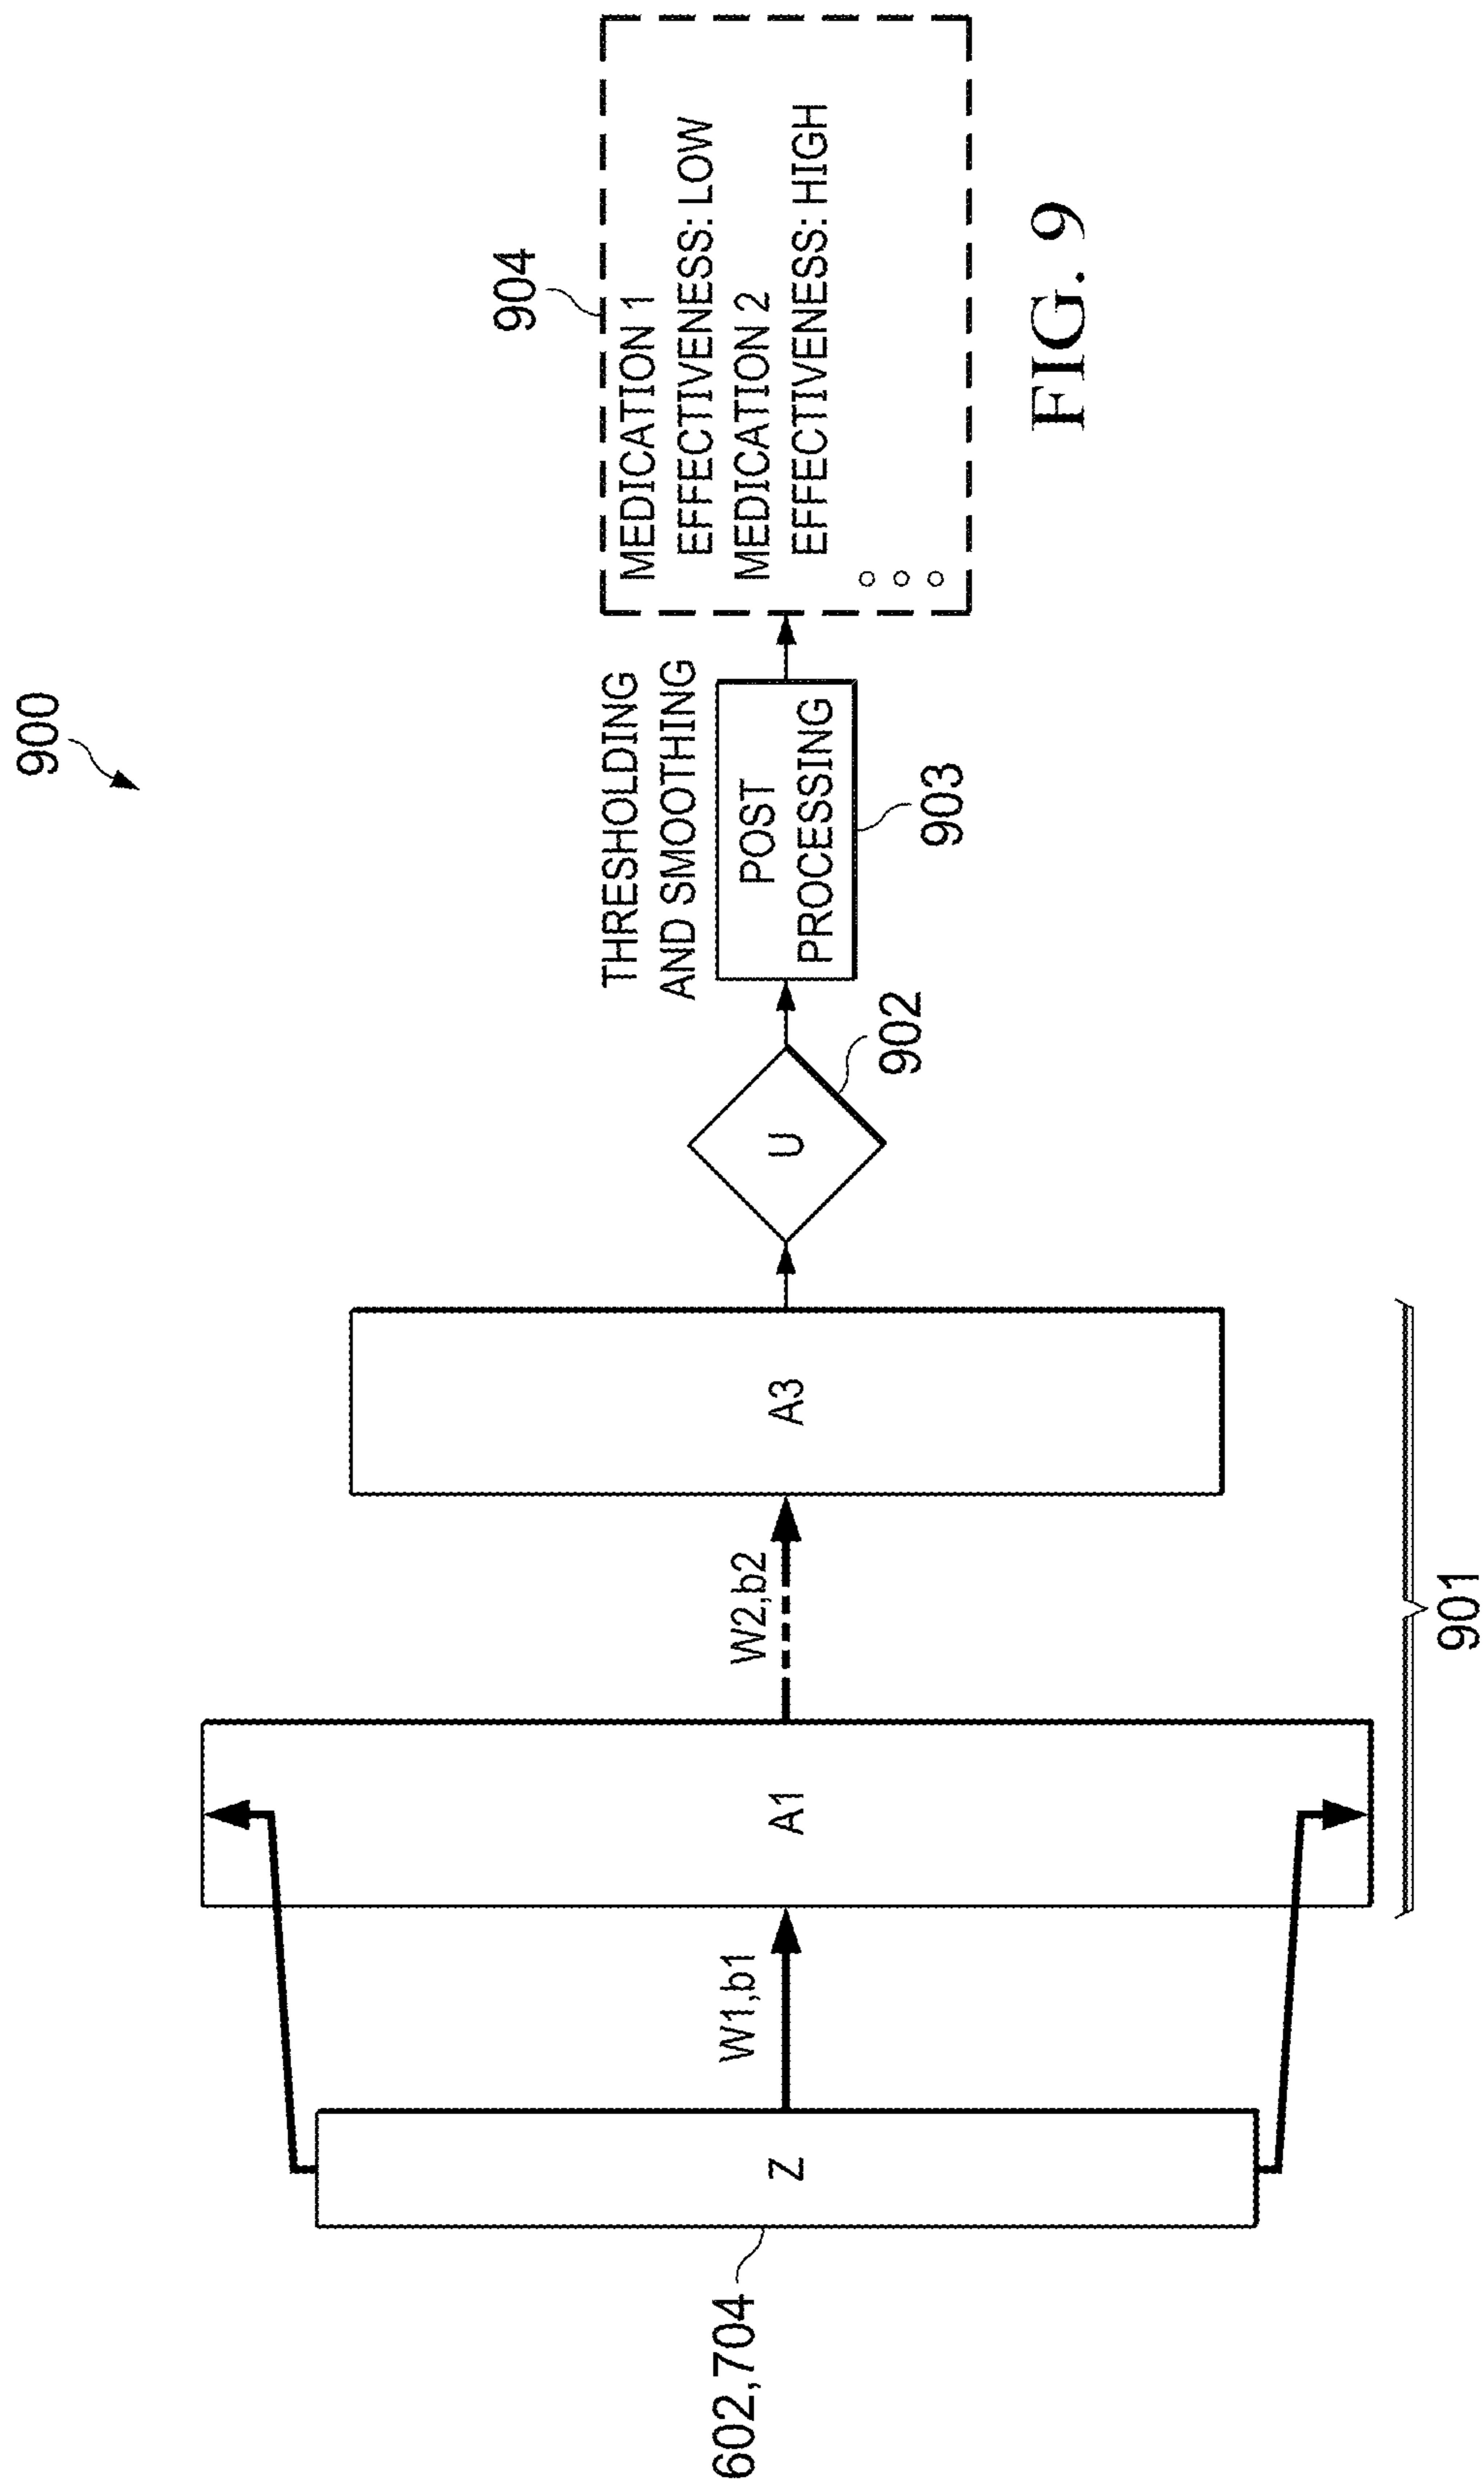 900
602,704
Z
W1,b1
A1
W2,b2
A3
901
U
902
THRESHOLDING
AND SMOOTHING
POST
PROCESSING
903
904
MEDICATION 1
EFFECTIVENESS: LOW
MEDICATION 2
EFFECTIVENESS: HIGH
FIG. 9